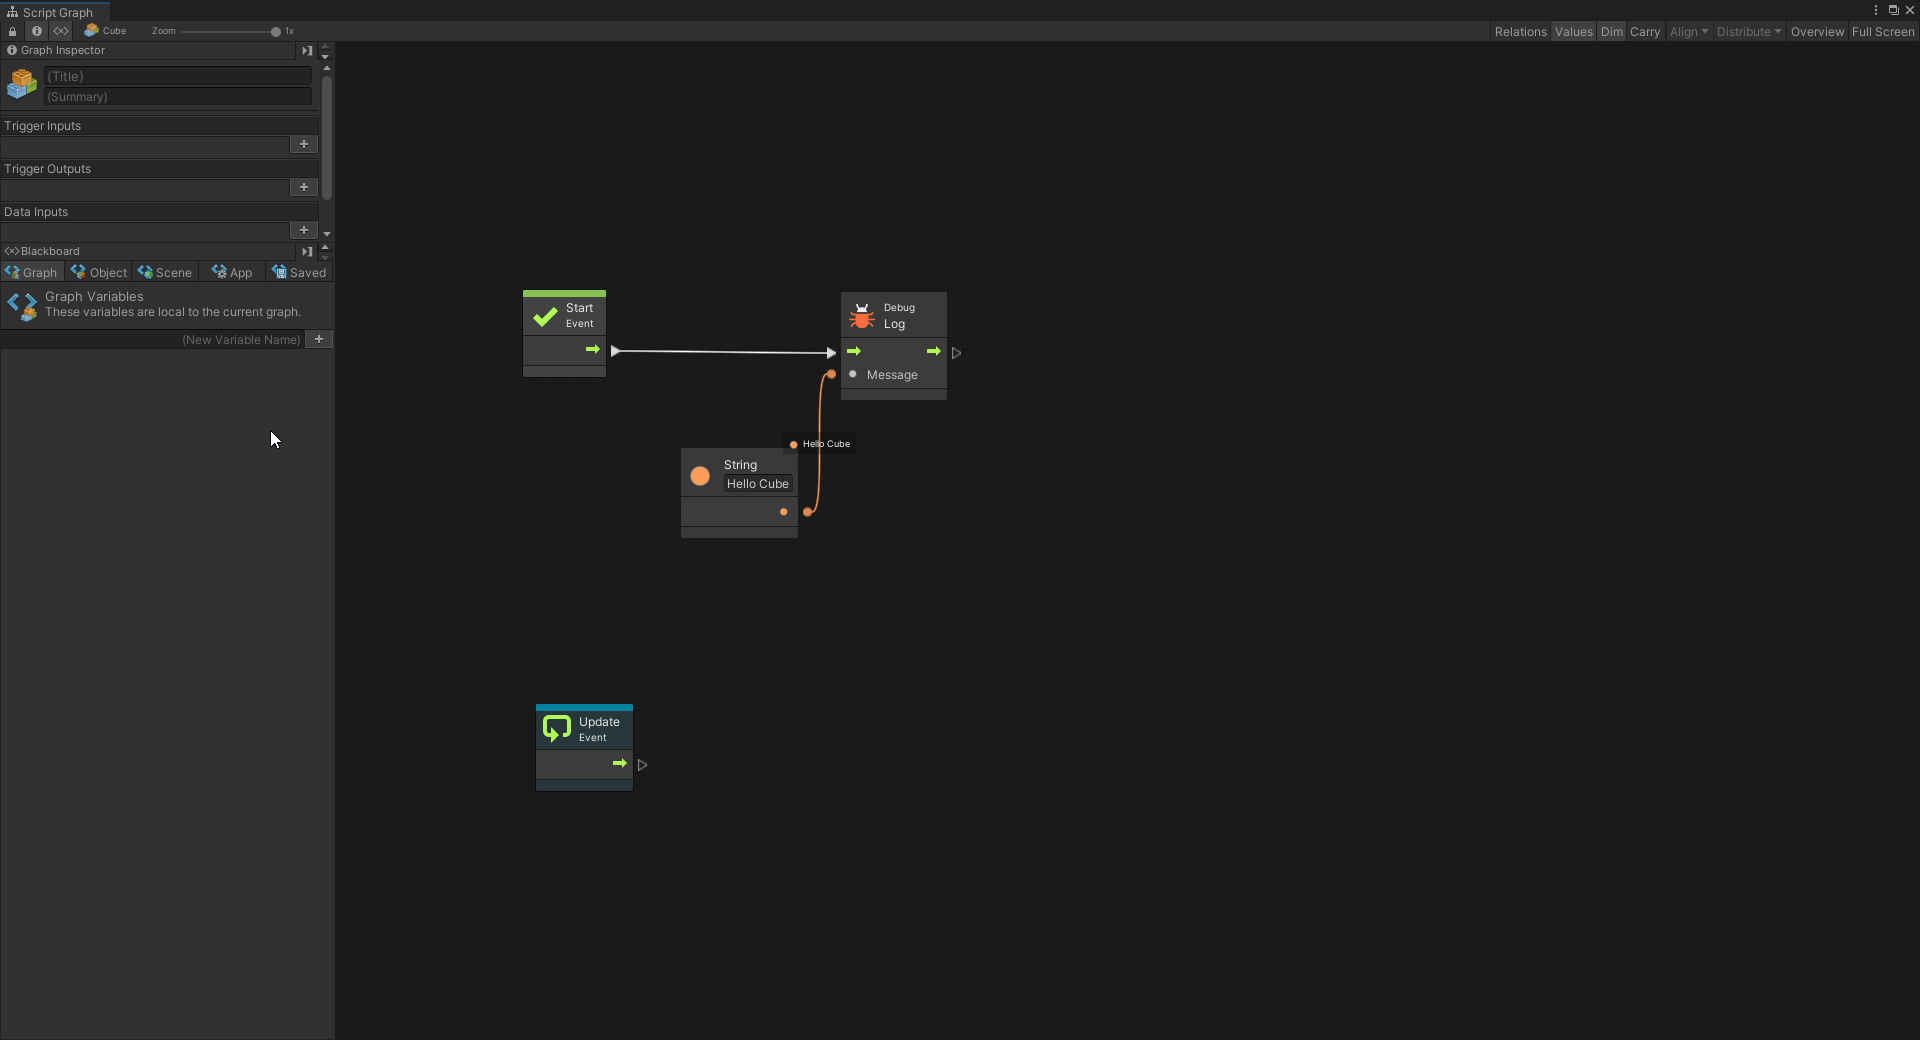 Script Graph
Cube Zoom 1x Relations Values Dim Carry Align Distribute Overview Full Screen
Graph Inspector
(Title)
(Summary)
Trigger Inputs
Trigger Outputs
Data Inputs
Blackboard
Graph Object Scene App Saved
Graph Variables
These variables are local to the current graph.
(New Variable Name)
Start
Event
Debug
Log
Message
Hello Cube
String
Hello Cube
Update
Event